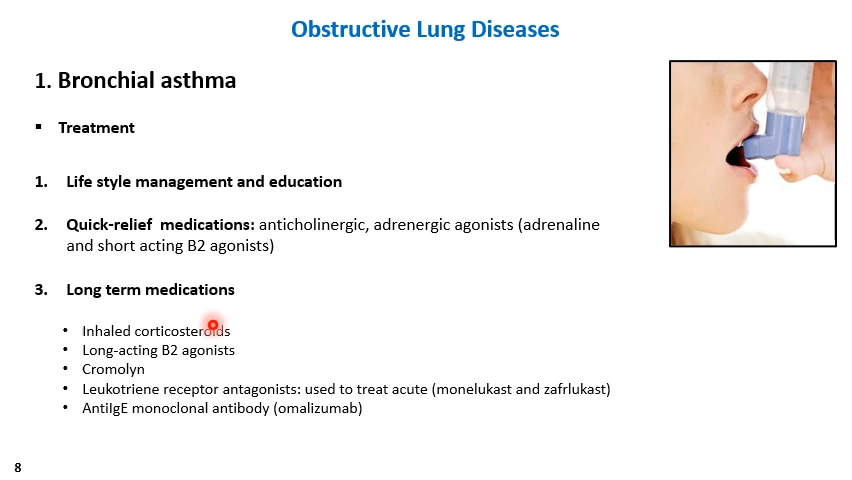 Obstructive Lung Diseases
1. Bronchial asthma
▪ Treatment
1. Life style management and education
2. Quick-relief medications: anticholinergic, adrenergic agonists (adrenaline
and short acting B2 agonists)
3. Long term medications
• Inhaled corticosteroids
• Long-acting B2 agonists
• Cromolyn
• Leukotriene receptor antagonists: used to treat acute (monelukast and zafrlukast)
• AntiIgE monoclonal antibody (omalizumab)
8